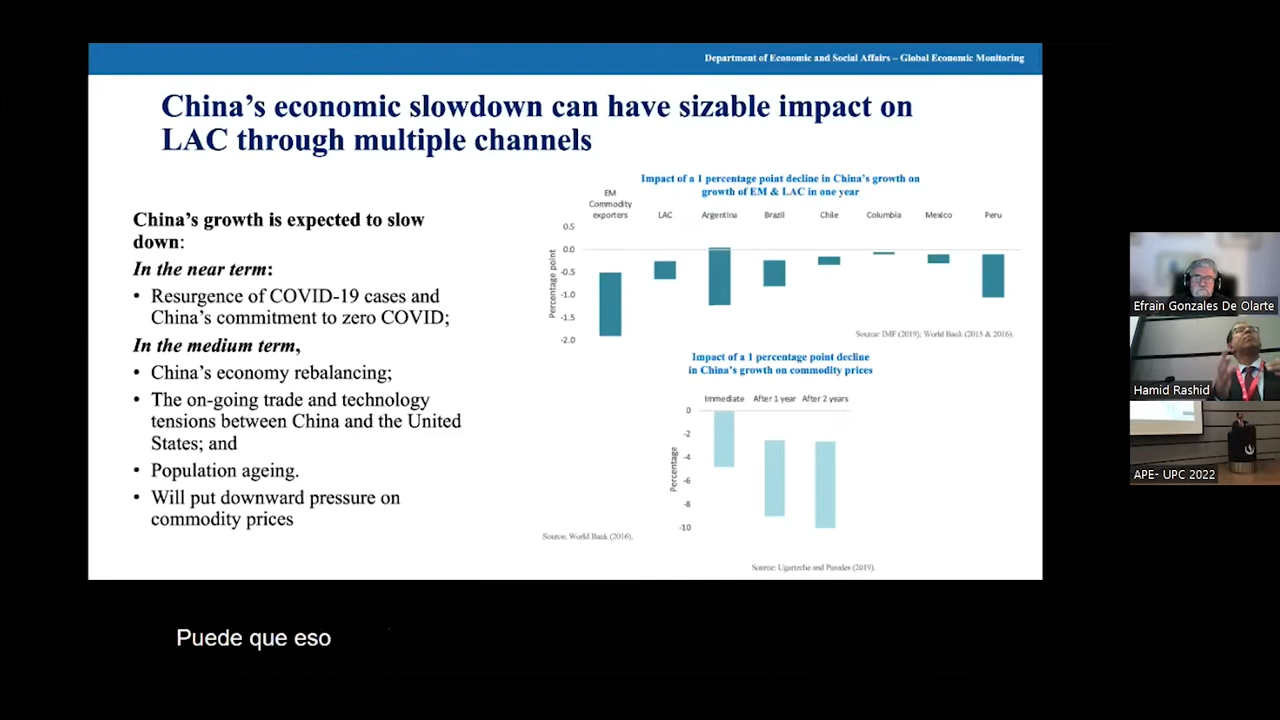 Department of Economic and Social Affairs – Global Economic Monitoring
China’s economic slowdown can have sizable impact on
LAC through multiple channels
China’s growth is expected to slow
down:
In the near term:
• Resurgence of COVID-19 cases and
China’s commitment to zero COVID;
In the medium term,
• China’s economy rebalancing;
• The on-going trade and technology
tensions between China and the United
States; and
• Population ageing.
• Will put downward pressure on
commodity prices
Impact of a 1 percentage point decline in China’s growth on
growth of EM & LAC in one year
EM
Commodity
exporters
LAC
Argentina
Brazil
Chile
Columbia
Mexico
Peru
Percentage point
0.5
0.0
-0.5
-1.0
-1.5
-2.0
Source: IMF (2019); World Bank (2015 & 2016).
Impact of a 1 percentage point decline
in China’s growth on commodity prices
Immediate
After 1 year
After 2 years
Percentage
0
-2
-4
-6
-8
-10
Source: World Bank (2016).
Source: Ugarteche and Paredes (2019).
Efrain Gonzales De Olarte
Hamid Rashid
APE- UPC 2022
Puede que eso